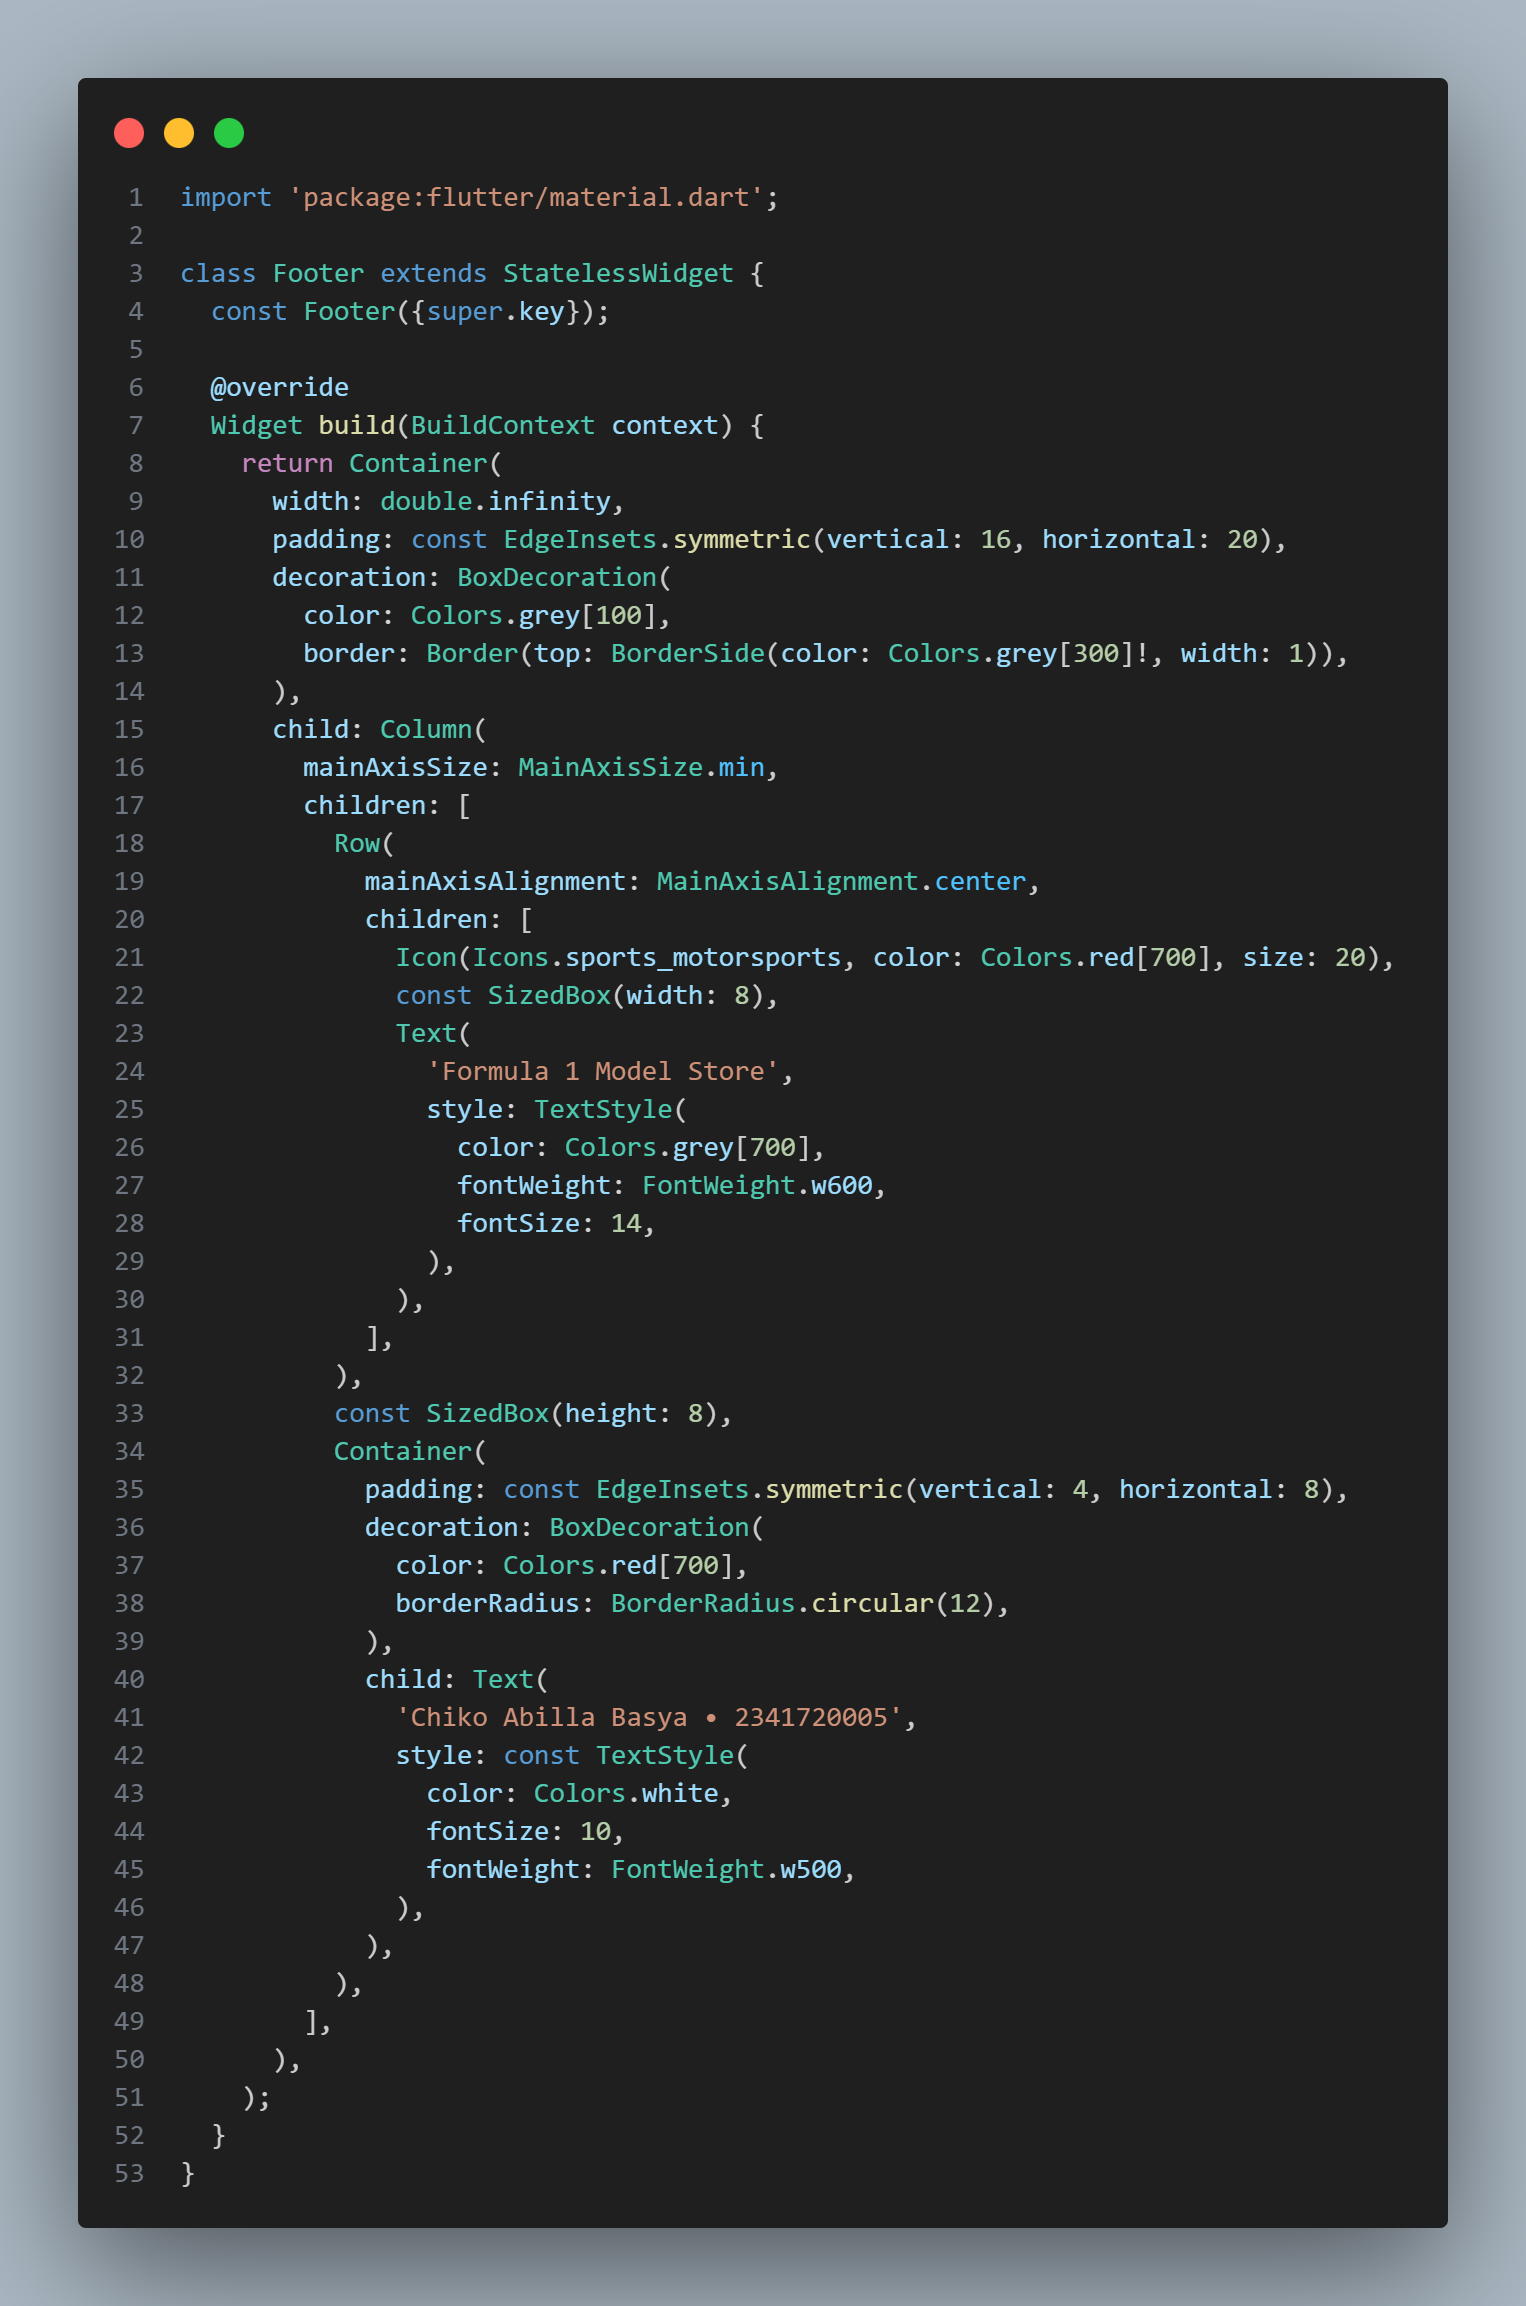 1 import 'package:flutter/material.dart';
2
3 class Footer extends StatelessWidget {
4   const Footer({super.key});
5
6   @override
7   Widget build(BuildContext context) {
8     return Container(
9       width: double.infinity,
10       padding: const EdgeInsets.symmetric(vertical: 16, horizontal: 20),
11       decoration: BoxDecoration(
12         color: Colors.grey[100],
13         border: Border(top: BorderSide(color: Colors.grey[300]!, width: 1)),
14       ),
15       child: Column(
16         mainAxisSize: MainAxisSize.min,
17         children: [
18           Row(
19             mainAxisAlignment: MainAxisAlignment.center,
20             children: [
21               Icon(Icons.sports_motorsports, color: Colors.red[700], size: 20),
22               const SizedBox(width: 8),
23               Text(
24                 'Formula 1 Model Store',
25                 style: TextStyle(
26                   color: Colors.grey[700],
27                   fontWeight: FontWeight.w600,
28                   fontSize: 14,
29                 ),
30               ),
31             ],
32           ),
33           const SizedBox(height: 8),
34           Container(
35             padding: const EdgeInsets.symmetric(vertical: 4, horizontal: 8),
36             decoration: BoxDecoration(
37               color: Colors.red[700],
38               borderRadius: BorderRadius.circular(12),
39             ),
40             child: Text(
41               'Chiko Abilla Basya • 2341720005',
42               style: const TextStyle(
43                 color: Colors.white,
44                 fontSize: 10,
45                 fontWeight: FontWeight.w500,
46               ),
47             ),
48           ),
49         ],
50       ),
51     );
52   }
53 }